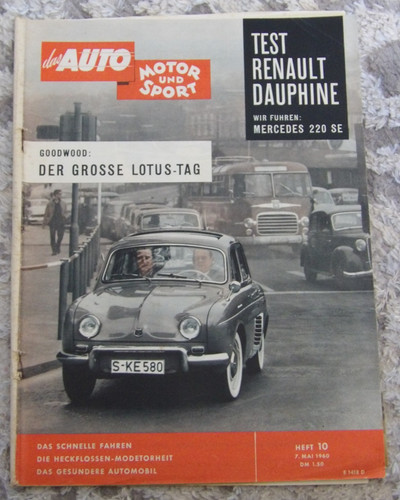 das AUTO
MOTOR
UND
SPORT
TEST
RENAULT
DAUPHINE
WIR FUHREN:
MERCEDES 220 SE
GOODWOOD:
DER GROSSE LOTUS-TAG
S-KE 580
DAS SCHNELLE FAHREN
DIE HECKFLOSSEN-MODETORHEIT
DAS GESÜNDERE AUTOMOBIL
HEFT 10
7. MAI 1960
DM 1.50